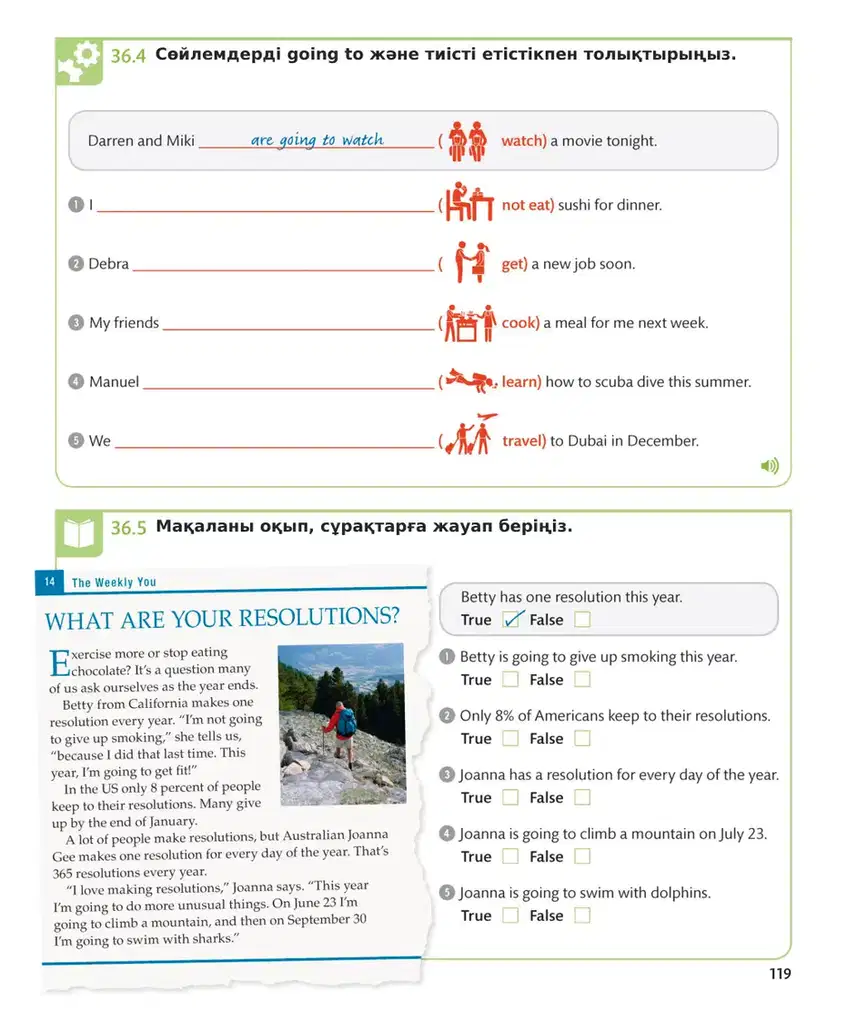 36.4 Сөйлемдерді going to және тиісті етістікпен толықтырыңыз.
Darren and Miki are going to watch ( watch) a movie tonight.
1 I ( not eat) sushi for dinner.
2 Debra ( get) a new job soon.
3 My friends ( cook) a meal for me next week.
4 Manuel ( learn) how to scuba dive this summer.
5 We ( travel) to Dubai in December.
36.5 Мақаланы оқып, сұрақтарға жауап беріңіз.
14 The Weekly You
WHAT ARE YOUR RESOLUTIONS?
Exercise more or stop eating
chocolate? It's a question many
of us ask ourselves as the year ends.
Betty from California makes one
resolution every year. “I'm not going
to give up smoking,” she tells us,
“because I did that last time. This
year, I'm going to get fit!”
In the US only 8 percent of people
keep to their resolutions. Many give
up by the end of January.
A lot of people make resolutions, but Australian Joanna
Gee makes one resolution for every day of the year. That's
365 resolutions every year.
“I love making resolutions,” Joanna says. “This year
I'm going to do more unusual things. On June 23 I'm
going to climb a mountain, and then on September 30
I'm going to swim with sharks.”
Betty has one resolution this year.
True False
1 Betty is going to give up smoking this year.
True False
2 Only 8% of Americans keep to their resolutions.
True False
3 Joanna has a resolution for every day of the year.
True False
4 Joanna is going to climb a mountain on July 23.
True False
5 Joanna is going to swim with dolphins.
True False
119